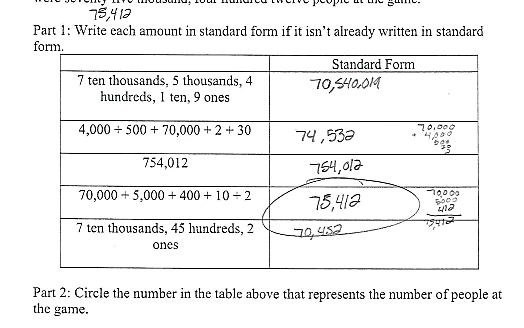 were seventy five thousand, four hundred twelve people at the game.
75,412
Part 1: Write each amount in standard form if it isn't already written in standard
form.
Standard Form
7 ten thousands, 5 thousands, 4
hundreds, 1 ten, 9 ones
70,540,019
4,000 + 500 + 70,000 + 2 + 30
74,532
70,000
+ 4,000
500
754,012
754,012
70,000 + 5,000 + 400 + 10 + 2
75,412
70000
5000
412
75412
7 ten thousands, 45 hundreds, 2
ones
70,452
Part 2: Circle the number in the table above that represents the number of people at
the game.